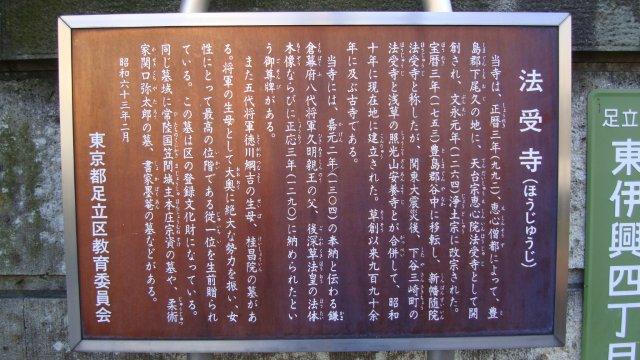 法受寺（ほうじゅうじ）
当寺は、正暦三年（九九二）恵心僧都によって、豊
島郡下尾久の地に、天台宗恵心院法受寺として開
創され、文永元年（一二六四）浄土宗に改宗された。
宝暦三年（一七五三）豊島郡谷中に移転し、新幡随院
法受寺と称したが、関東大震災後、下谷三崎町の
法受寺と浅草の照光山安養寺とが合併して、昭和
十年に現在地に建立された。草創以来九百九十余
年に及ぶ古寺である。
当寺には、嘉元二年（一三〇四）の奉納と伝わる鎌
倉幕府八代将軍久明親王の父、後深草法皇の法体
木像ならびに正応三年（一二九〇）に納められたとい
う御尊牌がある。
また五代将軍徳川綱吉の生母、桂昌院の墓があ
る。将軍の生母として大奥に絶大な勢力を振い、女
性にとって最高の位階である従一位を生前贈られ
ている。この墓は区の登録文化財になっている。
同じ墓域に常陸国笠間城主本庄宗資の墓や、柔術
家関口弥太郎の墓、書家墨菴の墓などがある。
昭和六十三年二月
東京都足立区教育委員会
足立
東伊興四丁目